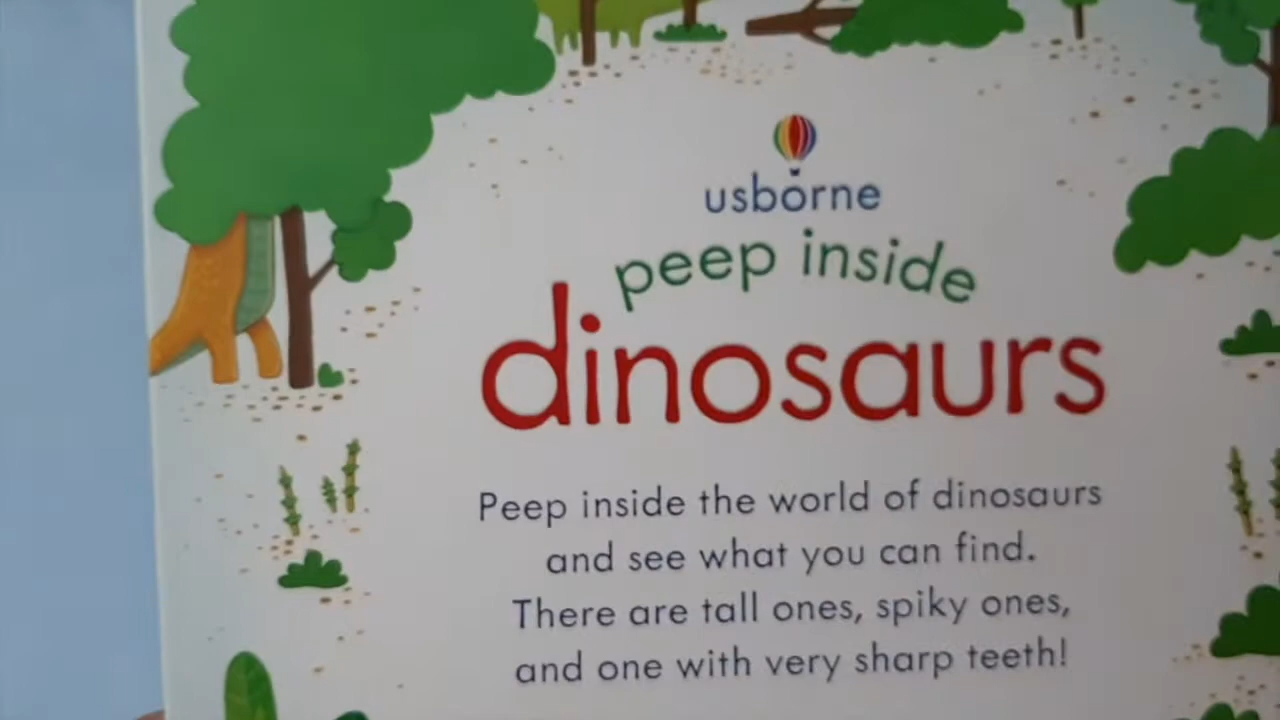 usborne
peep inside
dinosaurs
Peep inside the world of dinosaurs
and see what you can find.
There are tall ones, spiky ones,
and one with very sharp teeth!